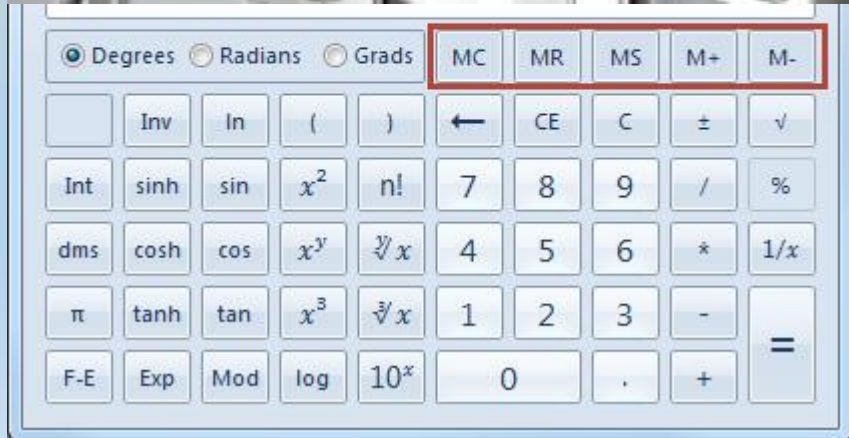 Degrees Radians Grads MC MR MS M+ M-
Inv ln ( ) ← CE C ± √
Int sinh sin x² n! 7 8 9 / %
dms cosh cos xʸ ʸ√x 4 5 6 * 1/x
π tanh tan x³ ³√x 1 2 3 - =
F-E Exp Mod log 10ˣ 0 . +